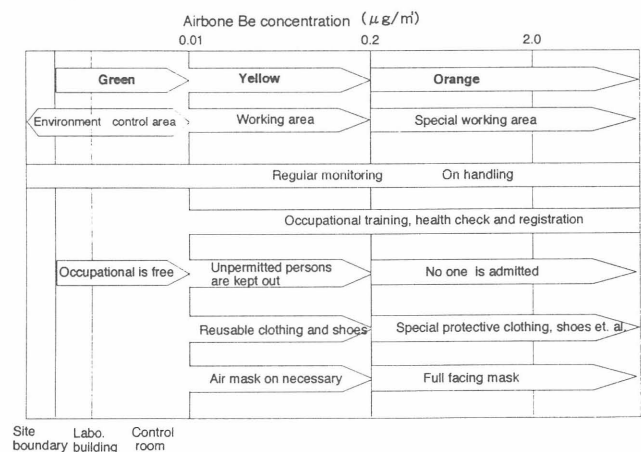 Airbone Be concentration (μg/㎥)
0.01 0.2 2.0
Green Yellow Orange
Environment control area Working area Special working area
Regular monitoring On handling
Occupational training, health check and registration
Occupational is free Unpermitted persons No one is admitted
are kept out
Reusable clothing and shoes Special protective clothing, shoes et. al,
Air mask on necessary Full facing mask
Site Labo. Control
boundary building room